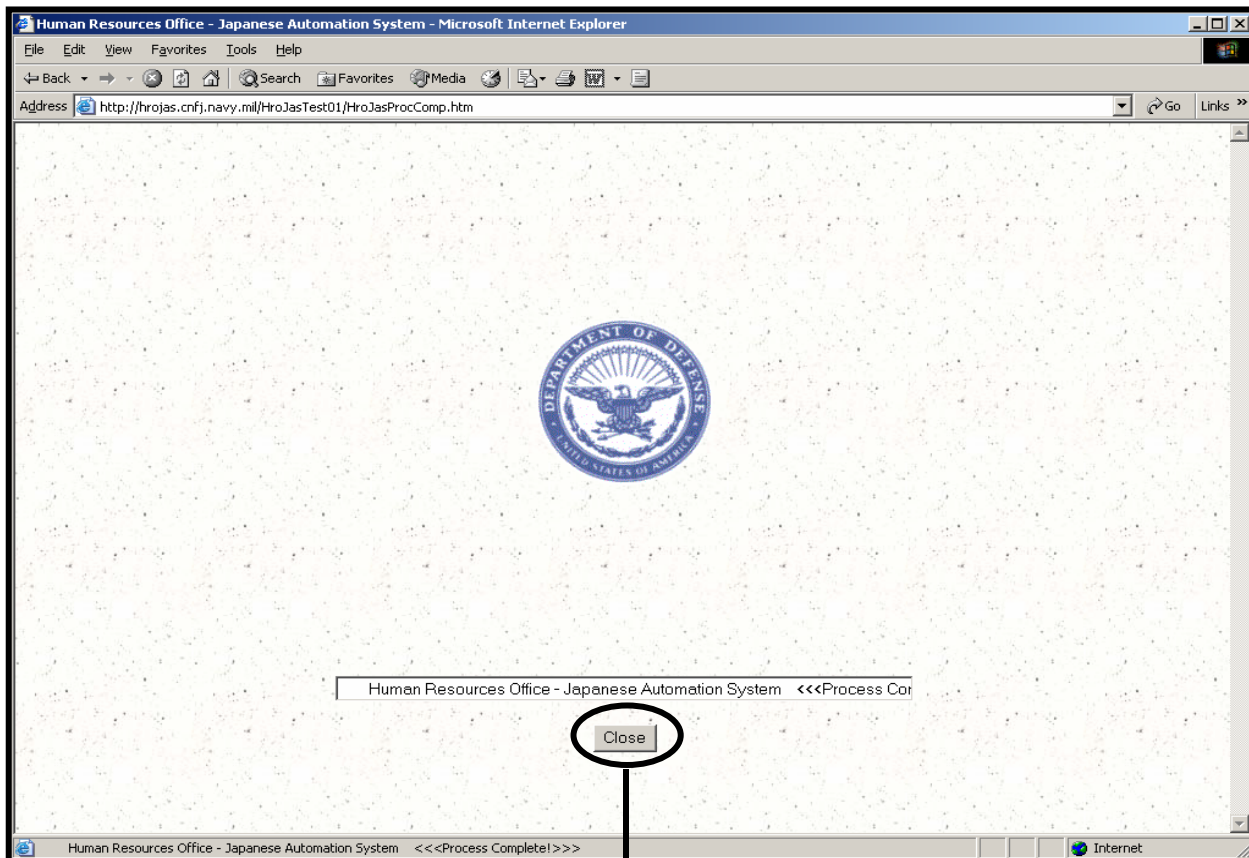 Human Resources Office - Japanese Automation System - Microsoft Internet Explorer
File Edit View Favorites Tools Help
Back Search Favorites Media
Address http://hrojas.cnfj.navy.mil/HroJasTest01/HroJasProcComp.htm Go Links »
DEPARTMENT OF DEFENSE
UNITED STATES OF AMERICA
Human Resources Office - Japanese Automation System <<<Process Cor
Close
Human Resources Office - Japanese Automation System <<<Process Complete!>>> Internet